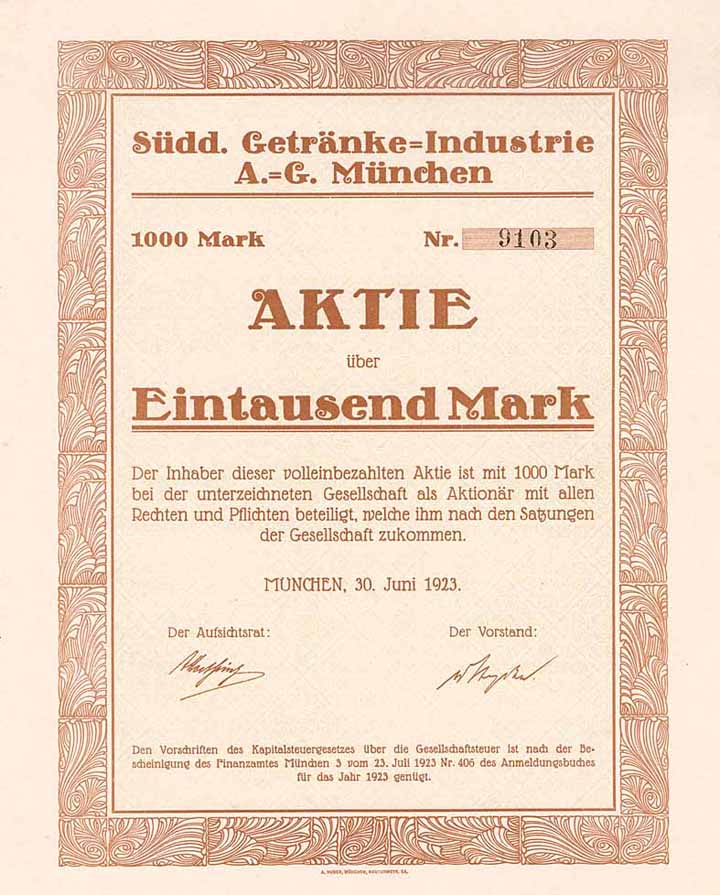 Südd. Getränke=Industrie
A.=G. München
1000 Mark
Nr. 9103
AKTIE
über
Eintausend Mark
Der Inhaber dieser volleinbezahlten Aktie ist mit 1000 Mark
bei der unterzeichneten Gesellschaft als Aktionär mit allen
Rechten und Pflichten beteiligt, welche ihm nach den Satzungen
der Gesellschaft zukommen.
MÜNCHEN, 30. Juni 1923.
Der Aufsichtsrat:
Der Vorstand:
Den Vorschriften des Kapitalsteuergesetzes über die Gesellschaftsteuer ist nach der Be-
scheinigung des Finanzamtes München 3 vom 23. Juli 1923 Nr. 406 des Anmeldungsbuches
für das Jahr 1923 genügt.
A. HUBER, MÜNCHEN,